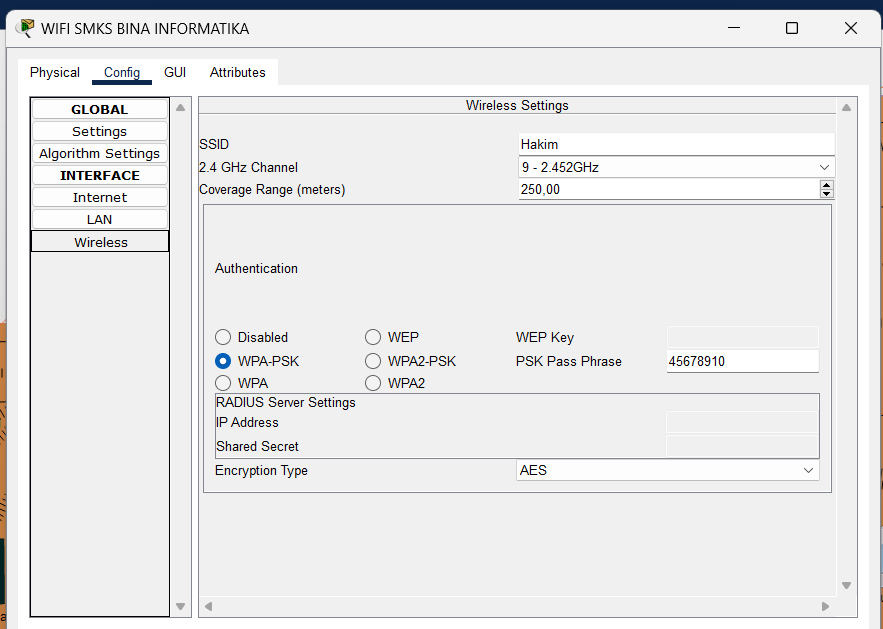 WIFI SMKS BINA INFORMATIKA
Physical Config GUI Attributes
GLOBAL
Settings
Algorithm Settings
INTERFACE
Internet
LAN
Wireless
Wireless Settings
SSID Hakim
2.4 GHz Channel 9 - 2.452GHz
Coverage Range (meters) 250,00
Authentication
Disabled WEP WEP Key
WPA-PSK WPA2-PSK PSK Pass Phrase 45678910
WPA WPA2
RADIUS Server Settings
IP Address
Shared Secret
Encryption Type AES